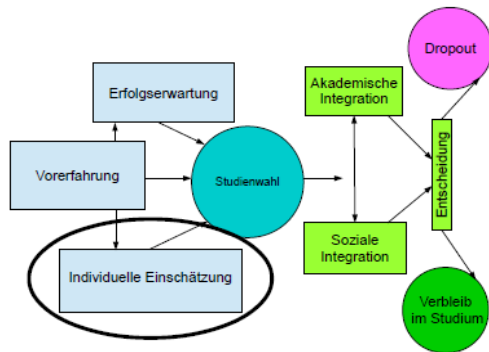 Dropout
Erfolgserwartung
Akademische
Integration
Vorerfahrung
Studienwahl
Entscheidung
Soziale
Integration
Individuelle Einschätzung
Verbleib
im Studium